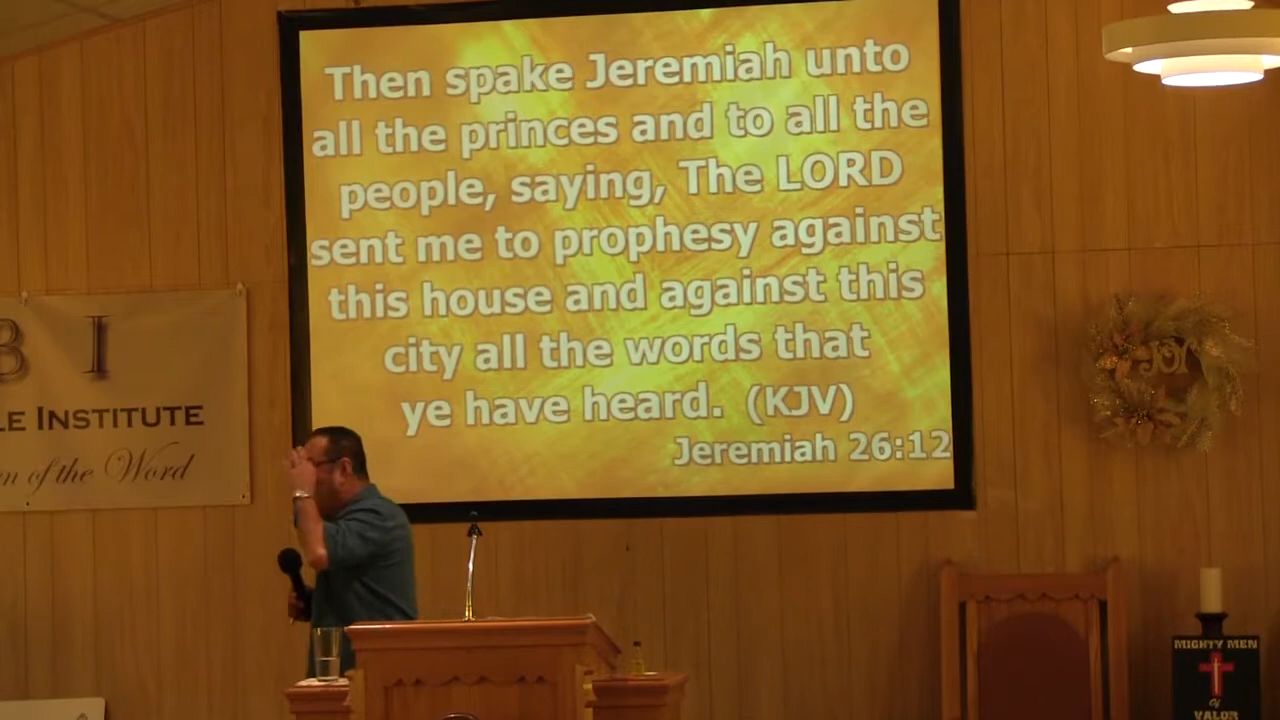 Then spake Jeremiah unto
all the princes and to all the
people, saying, The LORD
sent me to prophesy against
this house and against this
city all the words that
ye have heard. (KJV)
Jeremiah 26:12
B I
LE INSTITUTE
n of the Word
JOY
MIGHTY MEN
of
VALOR